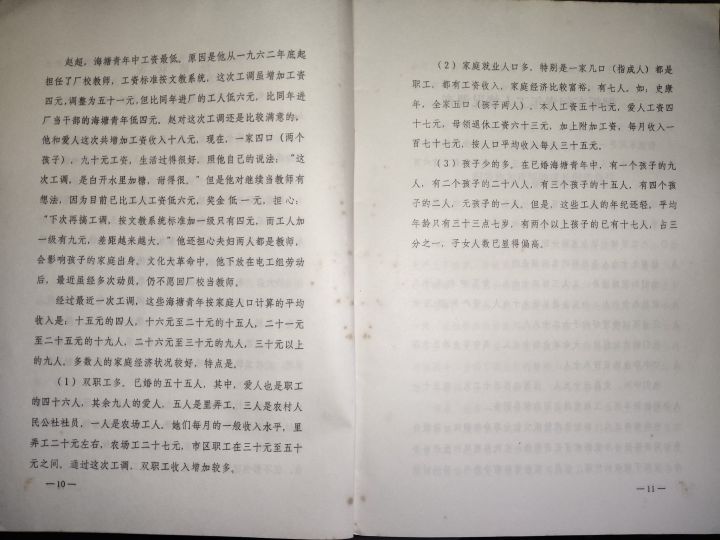 赵超，海塘青年中工资最低。原因是他从一九六二年底起
担任了厂校教师，工资标准按文教系统，这次工调虽增加工资
四元，调整为五十一元，但比同年进厂的工人低六元，比同年进
厂当干部的海塘青年低四元。赵对这次工调还是比较满意的。
他和爱人这次共增加工资收入十八元，现在，一家四口（两个
孩子），九十元工资，生活过得很好。照他自己的说法：“这
次工调，是白开水里加糖，甜得很。”但是他对继续当教师有
想法，因为目前已比工人工资低六元，奖金低一元，担心：
“下次再搞工调，按文教系统标准加一级只有四元，而工人加
一级有九元，差距越来越大。”他还担心夫妇两人都是教师，
会影响孩子的家庭出身。文化大革命中，他下放在电工组劳动
后，最近虽经多次动员，仍不愿回厂校当教师。
经过最近一次工调，这些海塘青年按家庭人口计算的平均
收入是：十五元的四人，十六元至二十元的十五人，二十一元
至二十五元的十九人，二十六元至三十元的九人，三十元以上
的九人。多数人的家庭经济状况较好，特点是。
（1）双职工多。已婚的五十五人，其中，爱人也是职工
的四十六人，其余九人的爱人，五人是里弄工，三人是农村人
民公社社员，一人是农场工人。她们每月的一般收入水平，里
弄工二十元左右，农场工二十七元，市区职工在三十元至五十
元之间。通过这次工调，双职工收入增加较多。
—10—
（2）家庭就业人口多。特别是一家几口（指成人）都是
职工，都有工资收入，家庭经济比较富裕，有七人。如：史康
年，全家五口（孩子两人），本人工资五十七元，爱人工资四
十七元，母领退休工资六十三元，加上附加工资，每月收入一
百七十七元，按人口平均收入每人三十五元。
（3）孩子少的多。在已婚海塘青年中，有一个孩子的九
人，有二个孩子的二十八人，有三个孩子的十五人，有四个孩
子的二人，无孩子的一人。但是，这些工人的年纪还轻，平均
年龄只有三十三点七岁，有两个以上孩子的已有十七人，占三
分之一，子女人数已显得偏高。
—11—